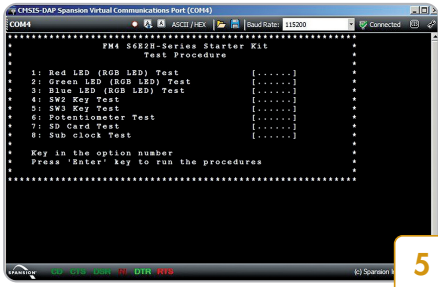 CMSIS-DAP Spansion Virtual Communications Port (COM4)
COM4 ASCII / HEX Baud Rate: 115200 Connected
****************************************************************
* FM4 S6E2H-Series Starter Kit *
* Test Procedure *
* *
* 1: Red LED (RGB LED) Test [......] *
* 2: Green LED (RGB LED) Test [......] *
* 3: Blue LED (RGB LED) Test [......] *
* 4: SW2 Key Test [......] *
* 5: SW3 Key Test [......] *
* 6: Potentiometer Test [......] *
* 7: SD Card Test [......] *
* 8: Sub clock Test [......] *
* *
* Key in the option number *
* Press 'Enter' key to run the procedures *
* *
****************************************************************
SPANSION CD CTS DSR RI DTR RTS (c) Spansion
5